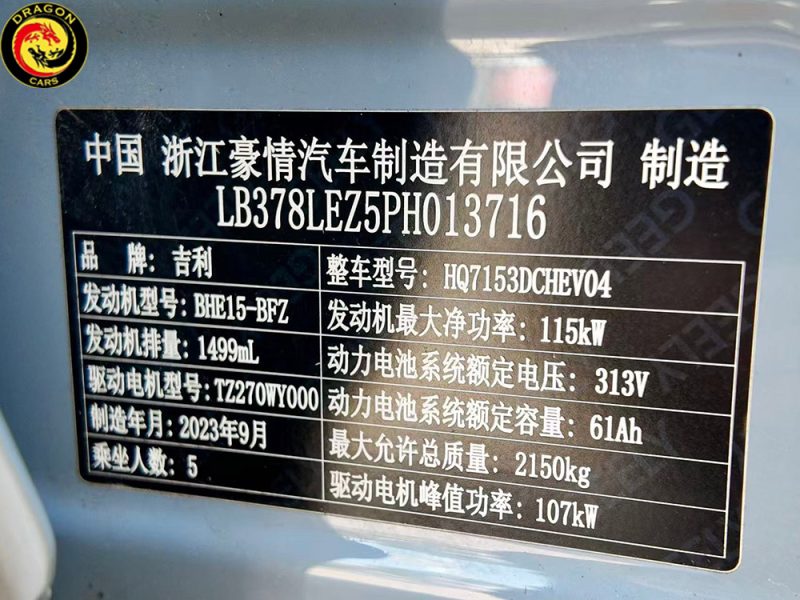 DRAGON
CARS
中国 浙江豪情汽车制造有限公司 制造
LB378LEZ5PH013716
品 牌: 吉利
整车型号: HQ7153DCHEV04
发动机型号: BHE15-BFZ
发动机最大净功率: 115kW
发动机排量: 1499mL
动力电池系统额定电压: 313V
驱动电机型号: TZ270WY000
动力电池系统额定容量: 61Ah
制造年月: 2023年9月
最大允许总质量: 2150kg
乘坐人数: 5
驱动电机峰值功率: 107kW